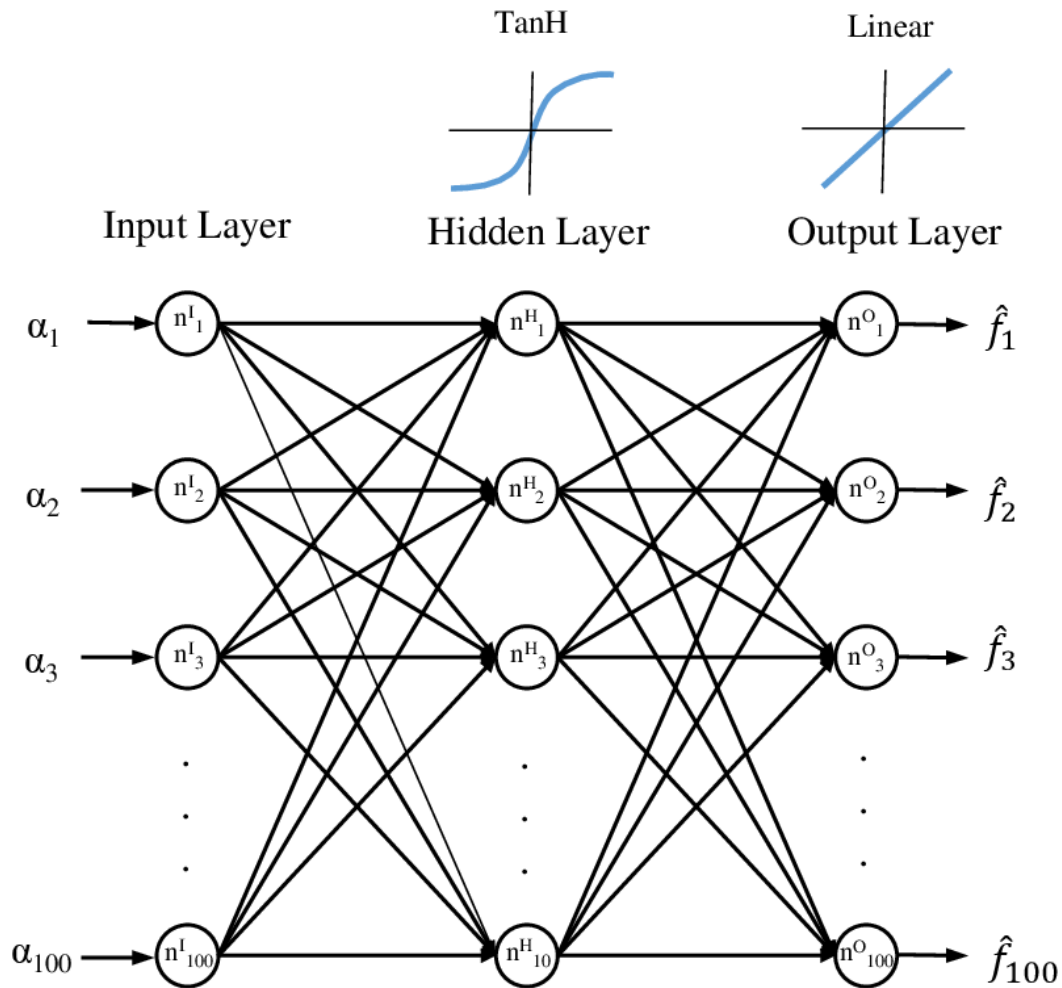 TanH Linear
Input Layer Hidden Layer Output Layer
α₁ nᴵ₁ nᴴ₁ nᴼ₁ f̂₁
α₂ nᴵ₂ nᴴ₂ nᴼ₂ f̂₂
α₃ nᴵ₃ nᴴ₃ nᴼ₃ f̂₃
α₁₀₀ nᴵ₁₀₀ nᴴ₁₀ nᴼ₁₀₀ f̂₁₀₀